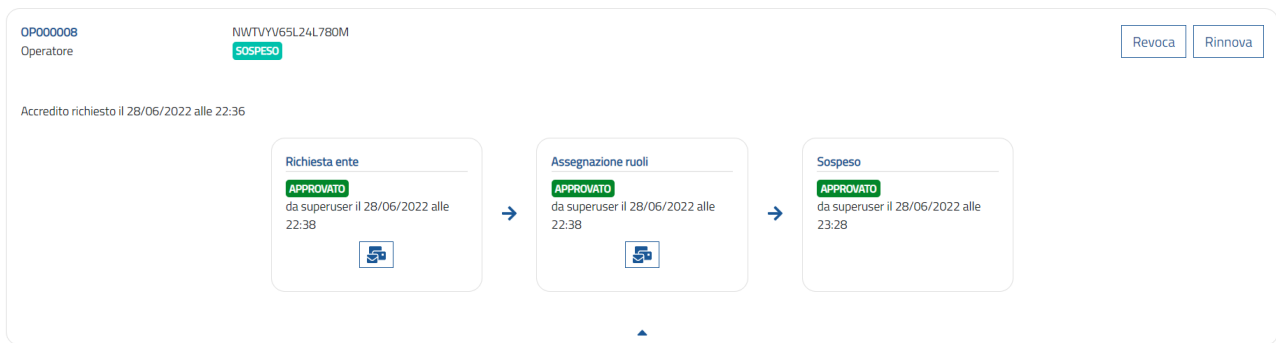 OP000008
NWTVYV65L24L780M
Revoca
Rinnova
Operatore
SOSPESO
Accredito richiesto il 28/06/2022 alle 22:36
Richiesta ente
APPROVATO
da superuser il 28/06/2022 alle
22:38
Assegnazione ruoli
APPROVATO
da superuser il 28/06/2022 alle
22:38
Sospeso
APPROVATO
da superuser il 28/06/2022 alle
23:28